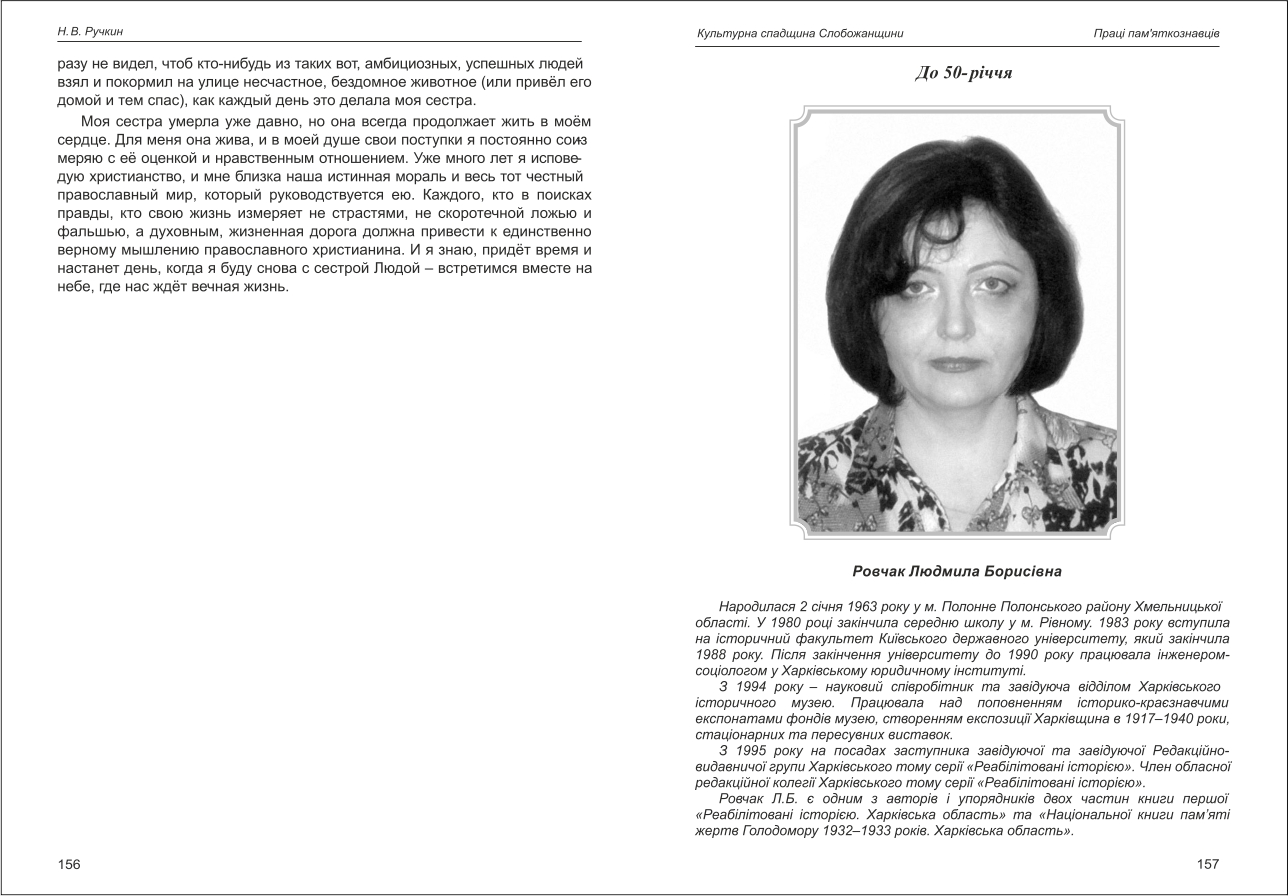 Н. В. Ручкин
разу не видел, чтоб кто-нибудь из таких вот, амбициозных, успешных людей
взял и покормил на улице несчастное, бездомное животное (или привёл его
домой и тем спас), как каждый день это делала моя сестра.
Моя сестра умерла уже давно, но она всегда продолжает жить в моём
сердце. Для меня она жива, и в моей душе свои поступки я постоянно соиз
меряю с её оценкой и нравственным отношением. Уже много лет я испове-
дую христианство, и мне близка наша истинная мораль и весь тот честный
православный мир, который руководствуется ею. Каждого, кто в поисках
правды, кто свою жизнь измеряет не страстями, не скоротечной ложью и
фальшью, а духовным, жизненная дорога должна привести к единственно
верному мышлению православного христианина. И я знаю, придёт время и
настанет день, когда я буду снова с сестрой Людой – встретимся вместе на
небе, где нас ждёт вечная жизнь.
156
Культурна спадщина Слобожанщини Праці пам'яткознавців
До 50-річчя
Ровчак Людмила Борисівна
Народилася 2 січня 1963 року у м. Полонне Полонського району Хмельницької
області. У 1980 році закінчила середню школу у м. Рівному. 1983 року вступила
на історичний факультет Київського державного університету, який закінчила
1988 року. Після закінчення університету до 1990 року працювала інженером-
соціологом у Харківському юридичному інституті.
З 1994 року – науковий співробітник та завідуюча відділом Харківського
історичного музею. Працювала над поповненням історико-краєзнавчими
експонатами фондів музею, створенням експозиції Харківщина в 1917–1940 роки,
стаціонарних та пересувних виставок.
З 1995 року на посадах заступника завідуючої та завідуючої Редакційно-
видавничої групи Харківського тому серії «Реабілітовані історією». Член обласної
редакційної колегії Харківського тому серії «Реабілітовані історією».
Ровчак Л.Б. є одним з авторів і упорядників двох частин книги першої
«Реабілітовані історією. Харківська область» та «Національної книги пам’яті
жертв Голодомору 1932–1933 років. Харківська область».
157